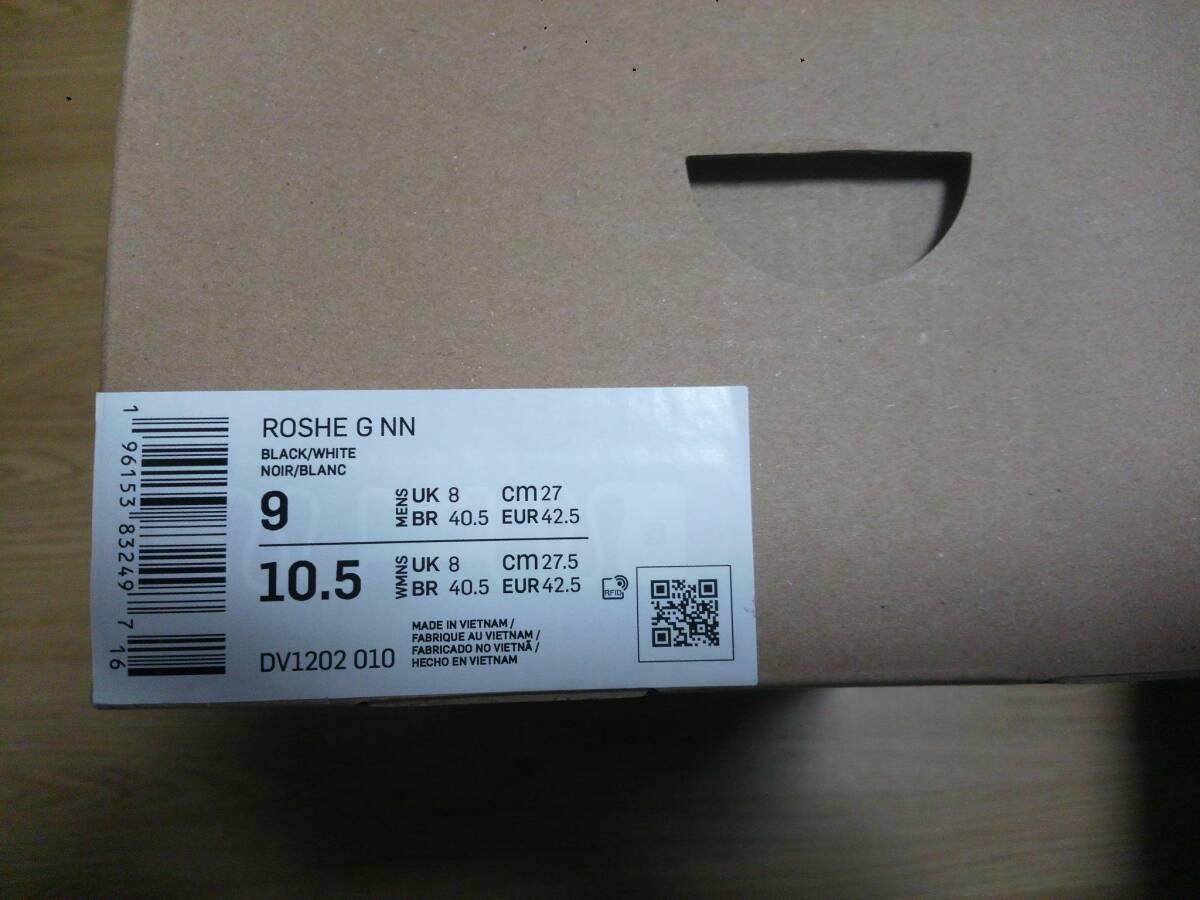 ROSHE G NN
BLACK/WHITE
NOIR/BLANC
9
MENS
UK 8 cm 27
BR 40.5 EUR 42.5
10.5
WMNS
UK 8 cm 27.5
BR 40.5 EUR 42.5
RFID
MADE IN VIETNAM /
FABRIQUE AU VIETNAM /
FABRICADO NO VIETNÃ /
HECHO EN VIETNAM
DV1202 010
1 96153 83249 7 16